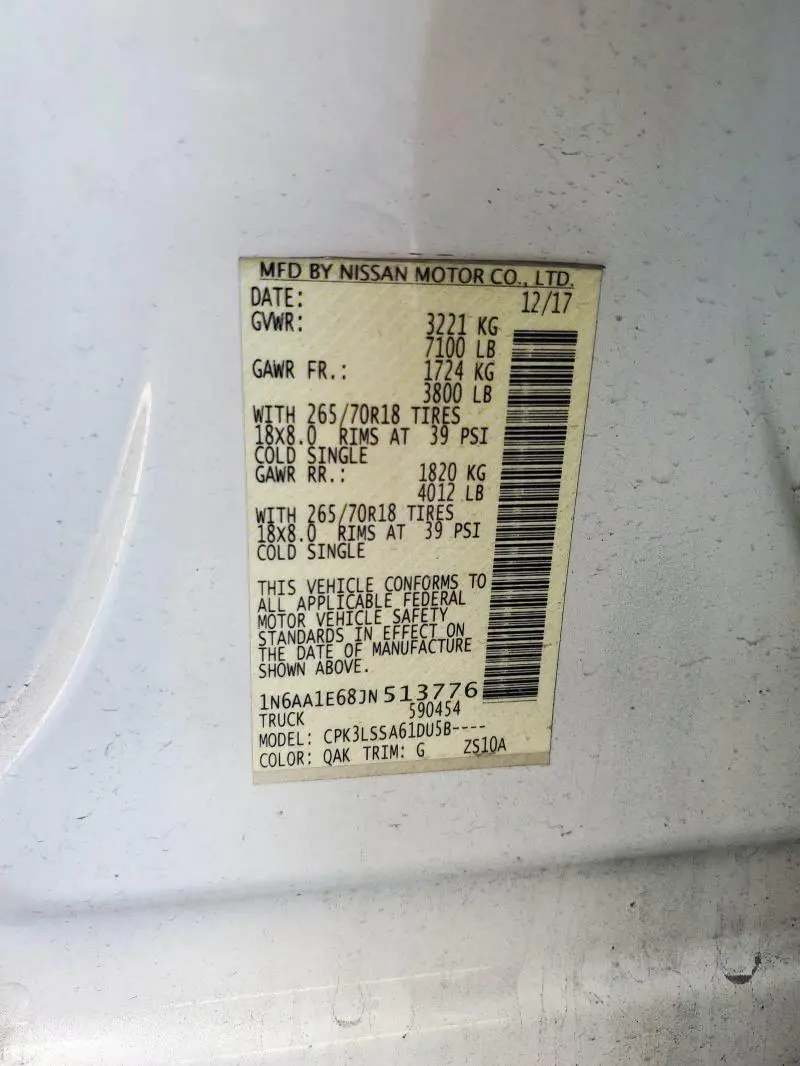 MFD BY NISSAN MOTOR CO., LTD.
DATE: 12/17
GVWR: 3221 KG
7100 LB
GAWR FR.: 1724 KG
3800 LB
WITH 265/70R18 TIRES
18X8.0 RIMS AT 39 PSI
COLD SINGLE
GAWR RR.: 1820 KG
4012 LB
WITH 265/70R18 TIRES
18X8.0 RIMS AT 39 PSI
COLD SINGLE
THIS VEHICLE CONFORMS TO
ALL APPLICABLE FEDERAL
MOTOR VEHICLE SAFETY
STANDARDS IN EFFECT ON
THE DATE OF MANUFACTURE
SHOWN ABOVE.
1N6AA1E68JN513776
TRUCK 590454
MODEL: CPK3LSSA61DU5B----
COLOR: QAK TRIM: G ZS10A